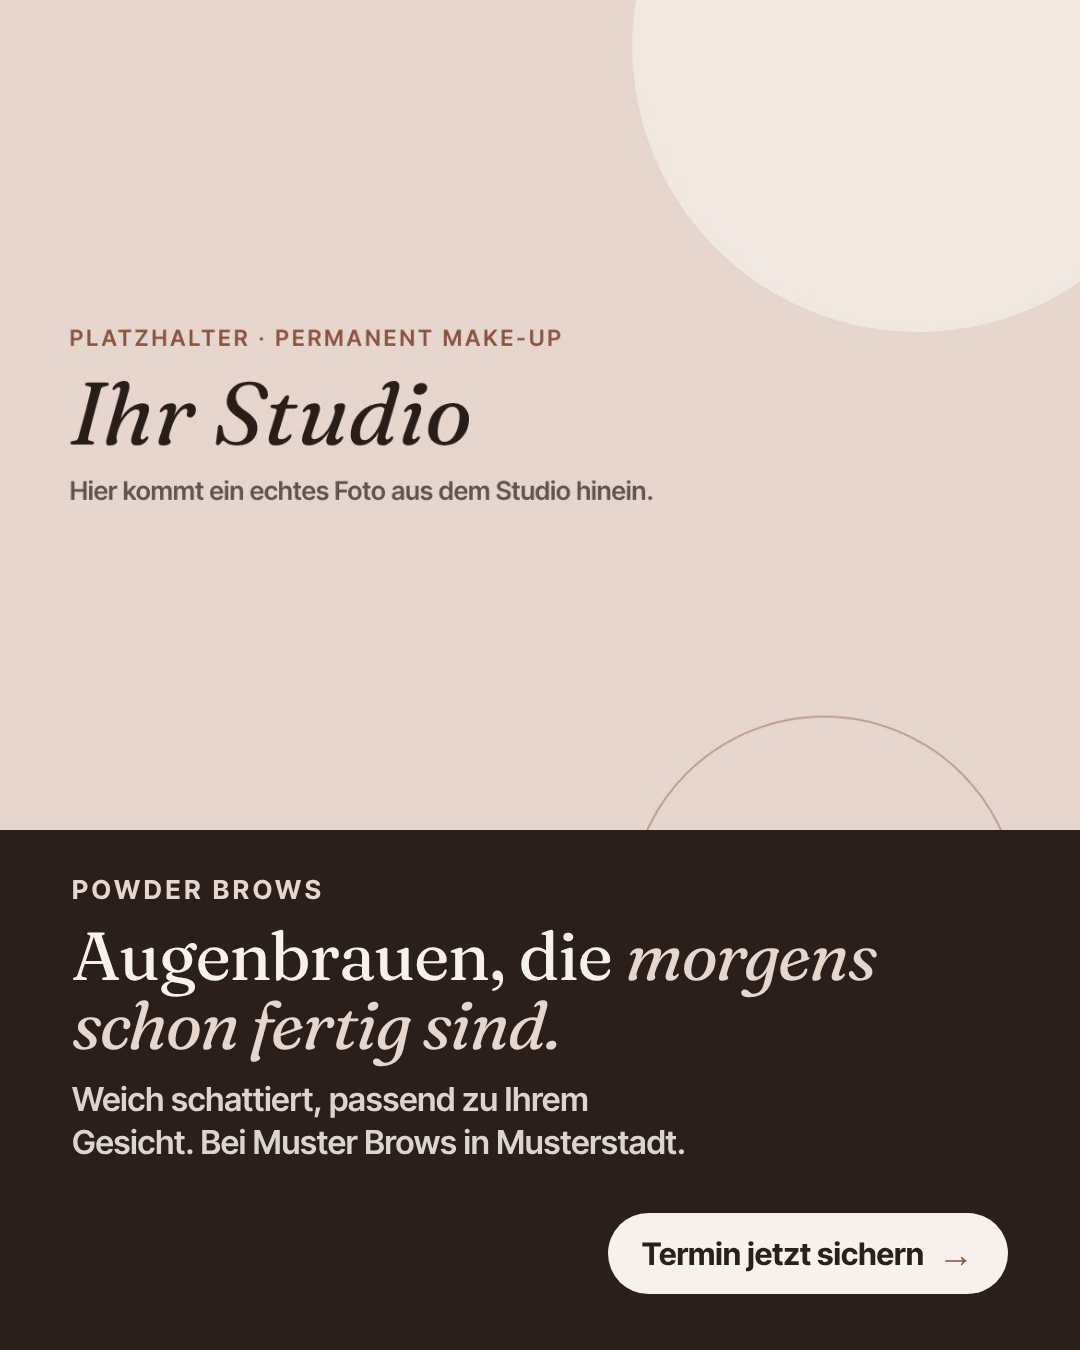 PLATZHALTER · PERMANENT MAKE-UP
Ihr Studio
Hier kommt ein echtes Foto aus dem Studio hinein.
POWDER BROWS
Augenbrauen, die morgens
schon fertig sind.
Weich schattiert, passend zu Ihrem
Gesicht. Bei Muster Brows in Musterstadt.
Termin jetzt sichern →